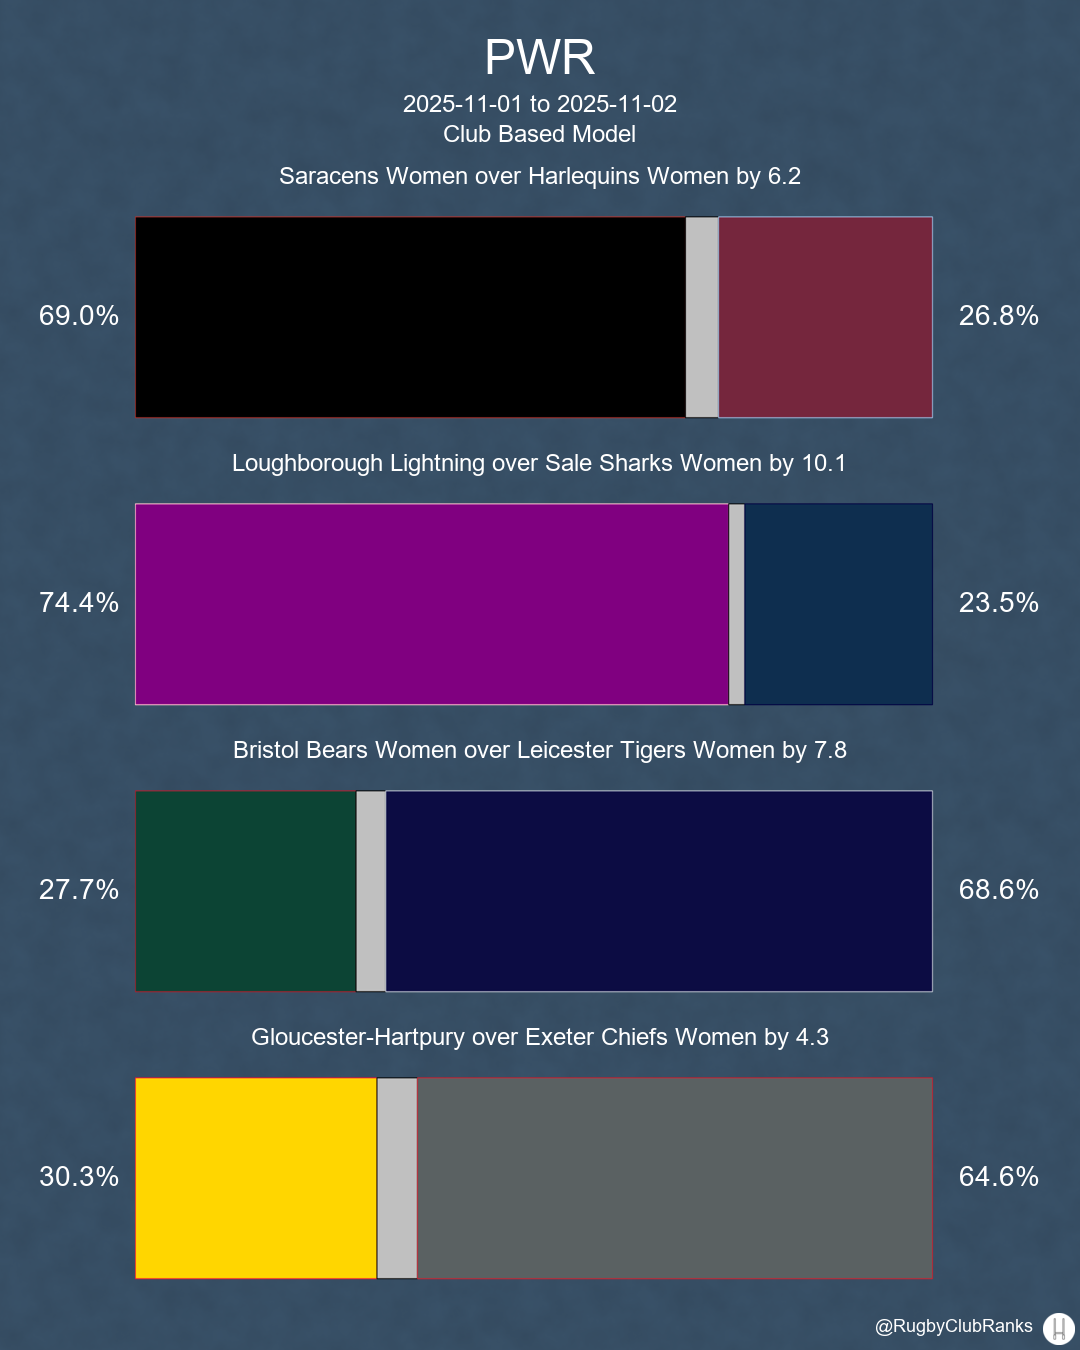 PWR
2025-11-01 to 2025-11-02
Club Based Model
Saracens Women over Harlequins Women by 6.2
69.0%
26.8%
Loughborough Lightning over Sale Sharks Women by 10.1
74.4%
23.5%
Bristol Bears Women over Leicester Tigers Women by 7.8
27.7%
68.6%
Gloucester-Hartpury over Exeter Chiefs Women by 4.3
30.3%
64.6%
@RugbyClubRanks